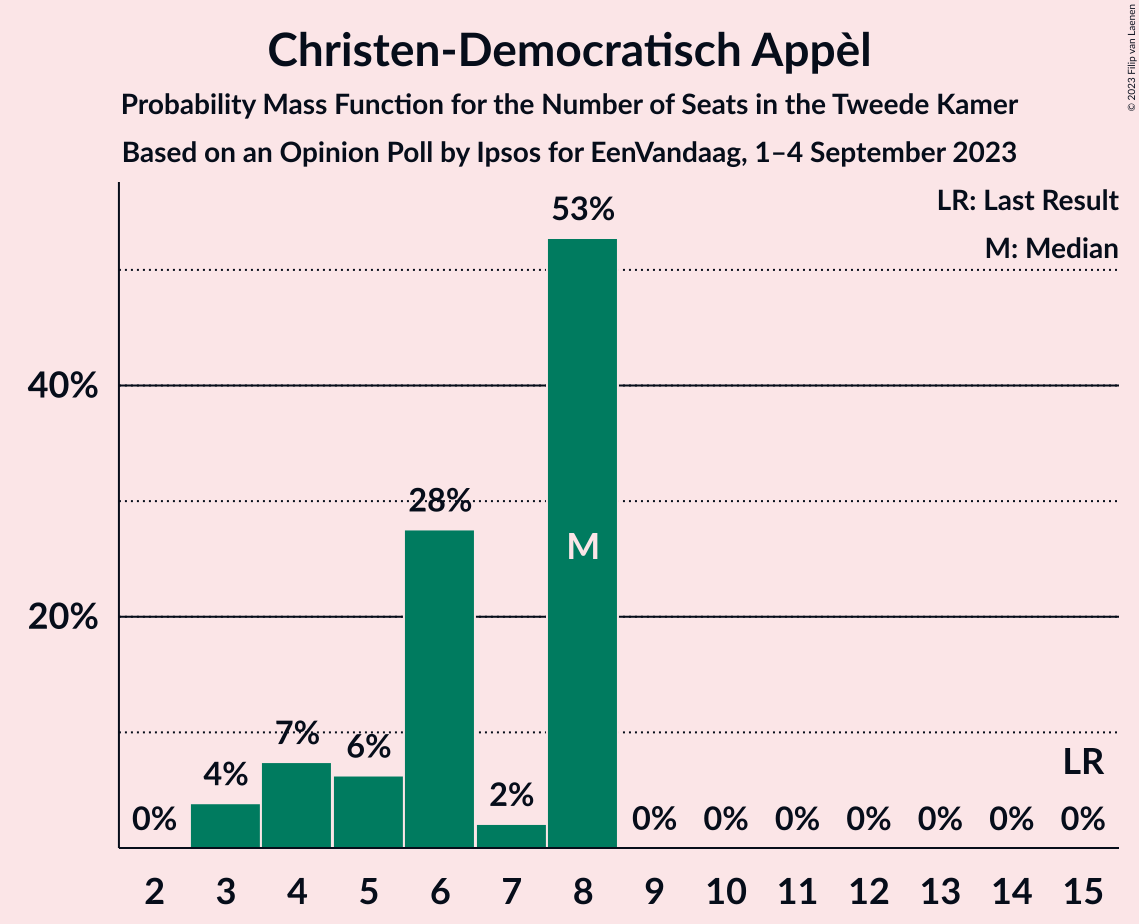 Christen-Democratisch Appèl
Probability Mass Function for the Number of Seats in the Tweede Kamer
Based on an Opinion Poll by Ipsos for EenVandaag, 1–4 September 2023
© 2023 Filip van Laenen
LR: Last Result
M: Median
53%
40%
28%
M
20%
7%
6%
4%
2%
LR
0% 0% 0% 0% 0% 0% 0% 0%
2 3 4 5 6 7 8 9 10 11 12 13 14 15